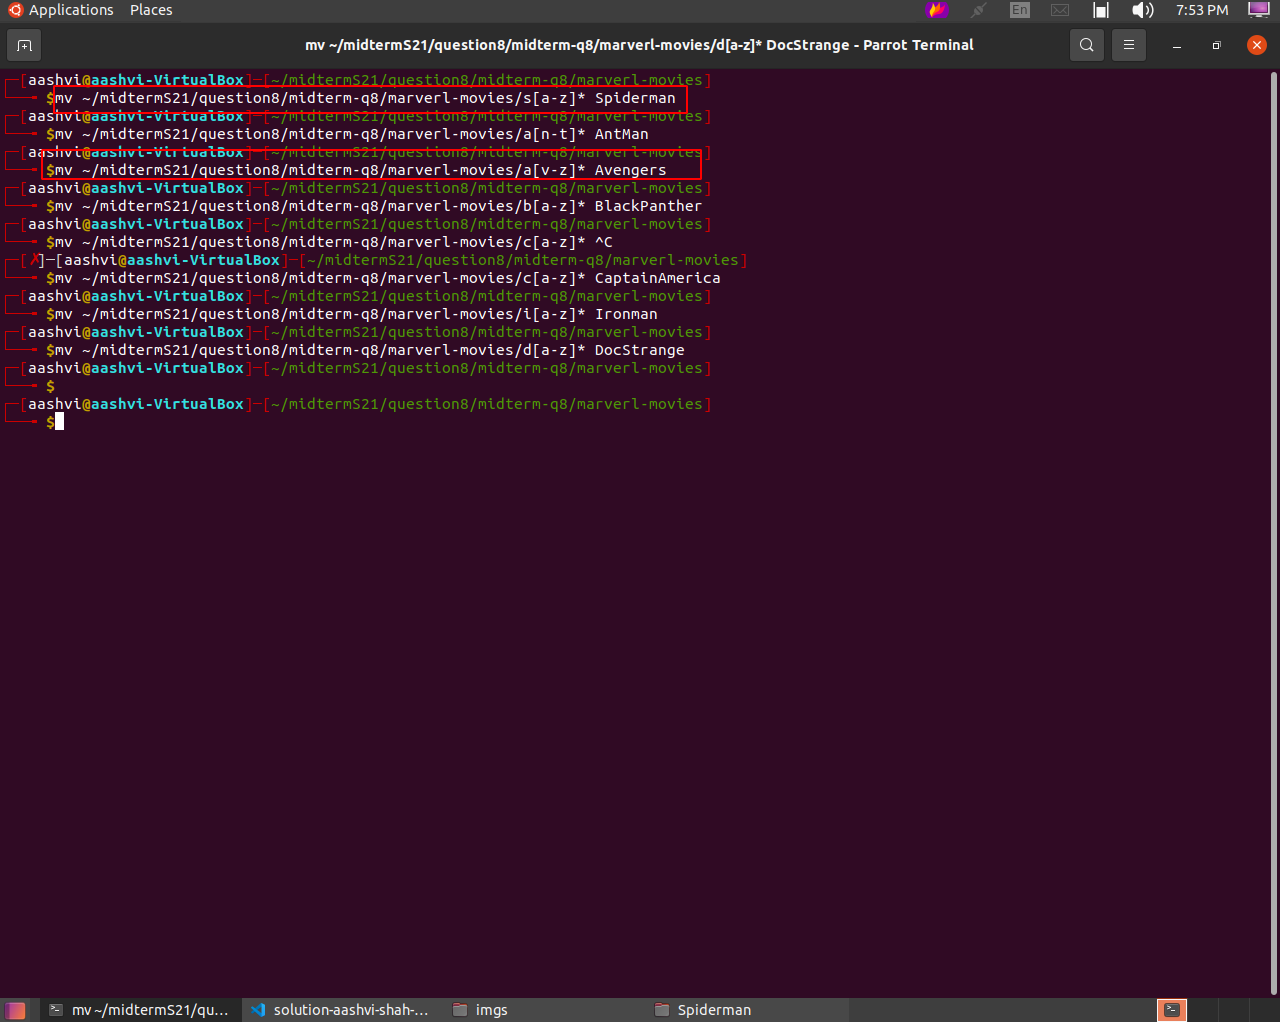 Applications Places En 7:53 PM
mv ~/midtermS21/question8/midterm-q8/marverl-movies/d[a-z]* DocStrange - Parrot Terminal
[aashvi@aashvi-VirtualBox]─[~/midtermS21/question8/midterm-q8/marverl-movies]
$mv ~/midtermS21/question8/midterm-q8/marverl-movies/s[a-z]* Spiderman
[aashvi@aashvi-VirtualBox]─[~/midtermS21/question8/midterm-q8/marverl-movies]
$mv ~/midtermS21/question8/midterm-q8/marverl-movies/a[n-t]* AntMan
[aashvi@aashvi-VirtualBox]─[~/midtermS21/question8/midterm-q8/marverl-movies]
$mv ~/midtermS21/question8/midterm-q8/marverl-movies/a[v-z]* Avengers
[aashvi@aashvi-VirtualBox]─[~/midtermS21/question8/midterm-q8/marverl-movies]
$mv ~/midtermS21/question8/midterm-q8/marverl-movies/b[a-z]* BlackPanther
[aashvi@aashvi-VirtualBox]─[~/midtermS21/question8/midterm-q8/marverl-movies]
$mv ~/midtermS21/question8/midterm-q8/marverl-movies/c[a-z]* ^C
[✗]─[aashvi@aashvi-VirtualBox]─[~/midtermS21/question8/midterm-q8/marverl-movies]
$mv ~/midtermS21/question8/midterm-q8/marverl-movies/c[a-z]* CaptainAmerica
[aashvi@aashvi-VirtualBox]─[~/midtermS21/question8/midterm-q8/marverl-movies]
$mv ~/midtermS21/question8/midterm-q8/marverl-movies/i[a-z]* Ironman
[aashvi@aashvi-VirtualBox]─[~/midtermS21/question8/midterm-q8/marverl-movies]
$mv ~/midtermS21/question8/midterm-q8/marverl-movies/d[a-z]* DocStrange
[aashvi@aashvi-VirtualBox]─[~/midtermS21/question8/midterm-q8/marverl-movies]
$
[aashvi@aashvi-VirtualBox]─[~/midtermS21/question8/midterm-q8/marverl-movies]
$
mv ~/midtermS21/qu... solution-aashvi-shah-... imgs Spiderman